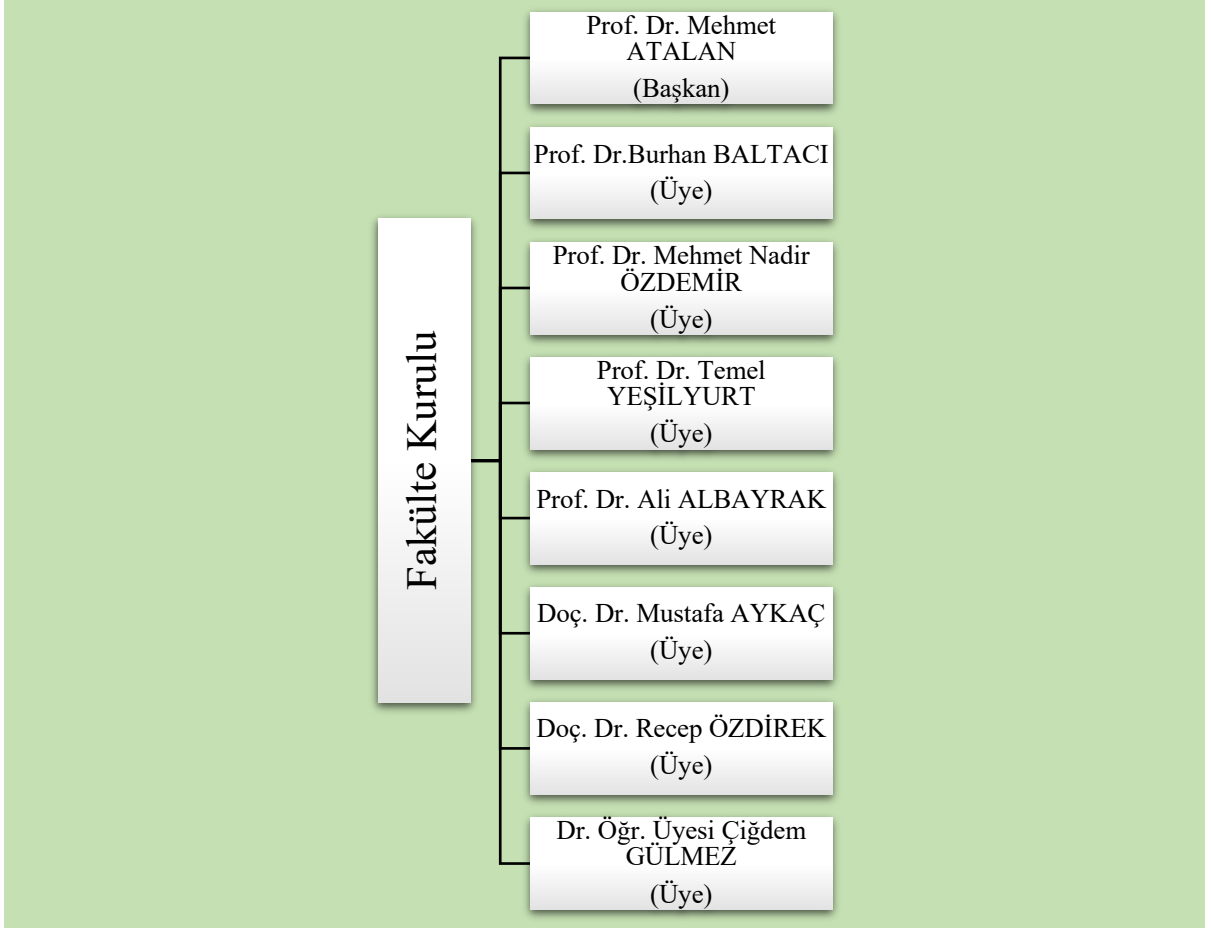 Fakülte Kurulu
Prof. Dr. Mehmet
ATALAN
(Başkan)
Prof. Dr.Burhan BALTACI
(Üye)
Prof. Dr. Mehmet Nadir
ÖZDEMİR
(Üye)
Prof. Dr. Temel
YEŞİLYURT
(Üye)
Prof. Dr. Ali ALBAYRAK
(Üye)
Doç. Dr. Mustafa AYKAÇ
(Üye)
Doç. Dr. Recep ÖZDİREK
(Üye)
Dr. Öğr. Üyesi Çiğdem
GÜLMEZ
(Üye)